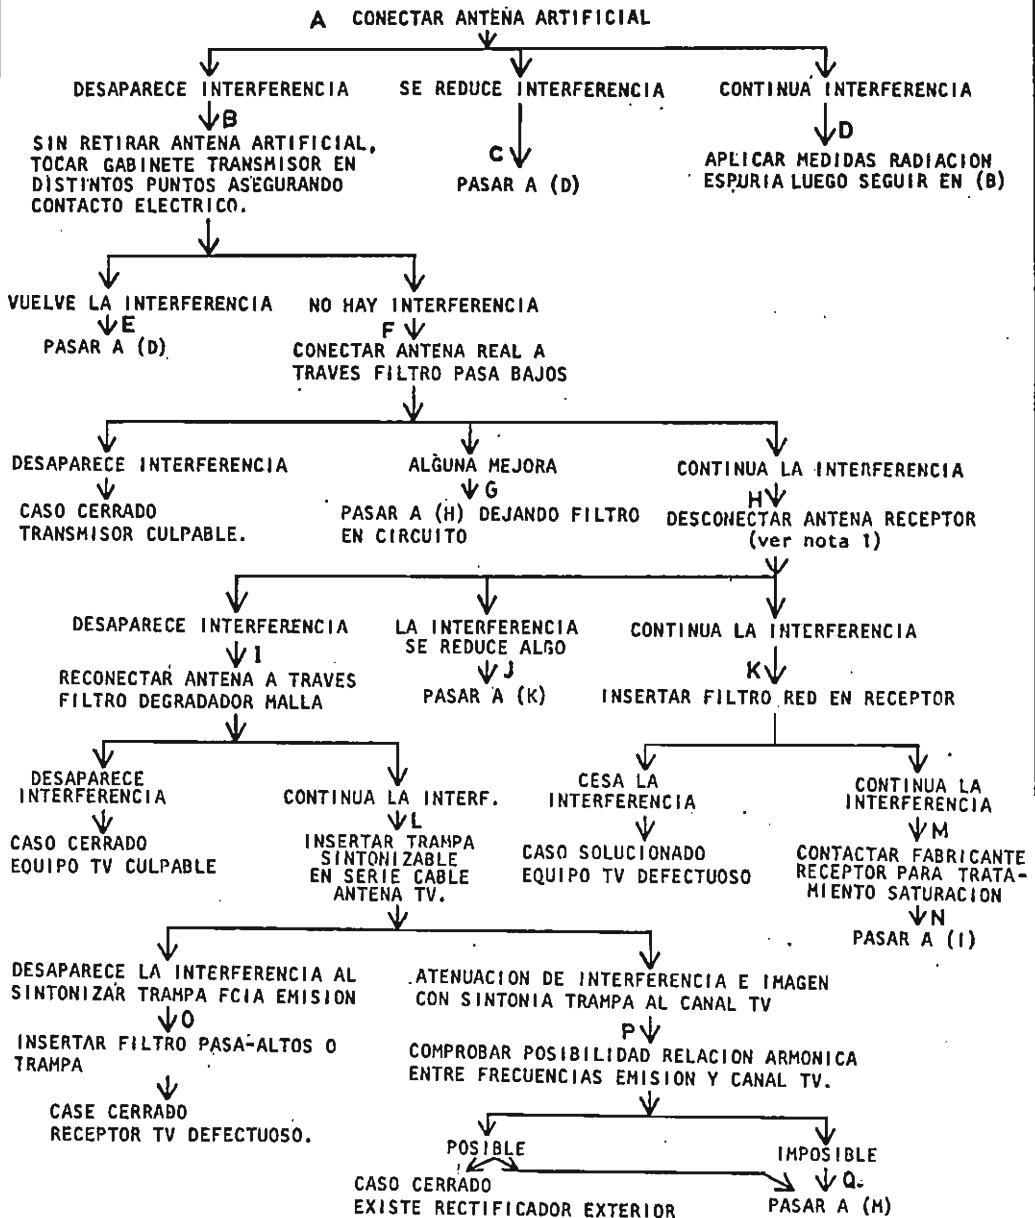 A CONECTAR ANTENA ARTIFICIAL
DESAPARECE INTERFERENCIA
SE REDUCE INTERFERENCIA
CONTINUA INTERFERENCIA
B
SIN RETIRAR ANTENA ARTIFICIAL,
TOCAR GABINETE TRANSMISOR EN
DISTINTOS PUNTOS ASEGURANDO
CONTACTO ELECTRICO.
C
PASAR A (D)
D
APLICAR MEDIDAS RADIACION
ESPURIA LUEGO SEGUIR EN (B)
VUELVE LA INTERFERENCIA
NO HAY INTERFERENCIA
E
PASAR A (D)
F
CONECTAR ANTENA REAL A
TRAVES FILTRO PASA BAJOS
DESAPARECE INTERFERENCIA
ALGUNA MEJORA
CONTINUA LA INTERFERENCIA
CASO CERRADO
TRANSMISOR CULPABLE.
G
PASAR A (H) DEJANDO FILTRO
EN CIRCUITO
H
DESCONECTAR ANTENA RECEPTOR
(ver nota 1)
DESAPARECE INTERFERENCIA
LA INTERFERENCIA
SE REDUCE ALGO
CONTINUA LA INTERFERENCIA
I
RECONECTAR ANTENA A TRAVES
FILTRO DEGRADADOR MALLA
J
PASAR A (K)
K
INSERTAR FILTRO RED EN RECEPTOR
DESAPARECE
INTERFERENCIA
CONTINUA LA INTERF.
CESA LA
INTERFERENCIA
CONTINUA LA
INTERFERENCIA
CASO CERRADO
EQUIPO TV CULPABLE
L
INSERTAR TRAMPA
SINTONIZABLE
EN SERIE CABLE
ANTENA TV.
CASO SOLUCIONADO
EQUIPO TV DEFECTUOSO
M
CONTACTAR FABRICANTE
RECEPTOR PARA TRATA-
MIENTO SATURACION
N
PASAR A (I)
DESAPARECE LA INTERFERENCIA AL
SINTONIZAR TRAMPA FCIA EMISION
ATENUACION DE INTERFERENCIA E IMAGEN
CON SINTONIA TRAMPA AL CANAL TV
O
INSERTAR FILTRO PASA-ALTOS O
TRAMPA
P
COMPROBAR POSIBILIDAD RELACION ARMONICA
ENTRE FRECUENCIAS EMISION Y CANAL TV.
CASE CERRADO
RECEPTOR TV DEFECTUOSO.
POSIBLE
IMPOSIBLE
CASO CERRADO
EXISTE RECTIFICADOR EXTERIOR
Q.
PASAR A (M)